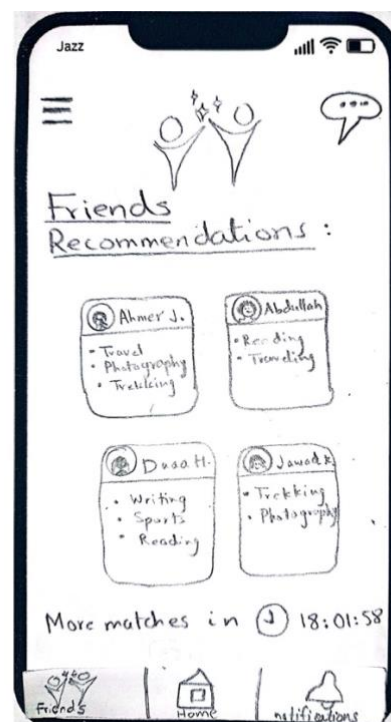 Jazz
Friends
Recommendations :
Ahmer J.
• Travel
• Photography
• Trekking
Abdullah
• Reading
• Traveling
Duaa H.
• Writing
• Sports
• Reading
Jawad K.
• Trekking
• Photography
More matches in 18:01:58
Friends
Home
notifications